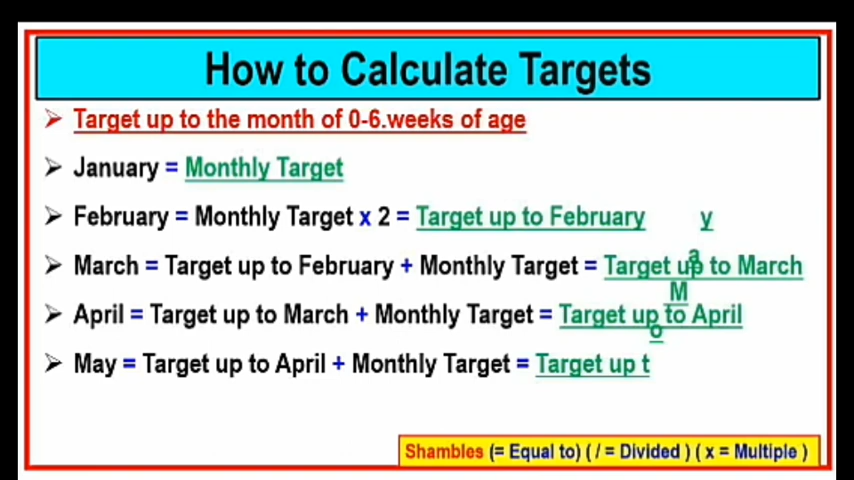 How to Calculate Targets
➢ Target up to the month of 0-6.weeks of age
➢ January = Monthly Target
➢ February = Monthly Target x 2 = Target up to February
➢ March = Target up to February + Monthly Target = Target up to March
➢ April = Target up to March + Monthly Target = Target up to April
➢ May = Target up to April + Monthly Target = Target up t
o
M
a
y
Shambles (= Equal to) ( / = Divided ) ( x = Multiple )